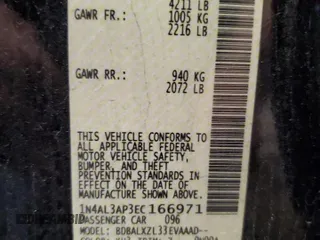 4211 LB
GAWR FR.: 1005 KG
2216 LB
GAWR RR.: 940 KG
2072 LB
THIS VEHICLE CONFORMS TO
ALL APPLICABLE FEDERAL
MOTOR VEHICLE SAFETY,
BUMPER, AND THEFT
PREVENTION STANDARDS IN
EFFECT ON THE DATE OF
MANUFACTURE SHOWN ABOVE.
1N4AL3AP3EC166971
PASSENGER CAR 096
MODEL: BDBALXZL33EVAAAD--